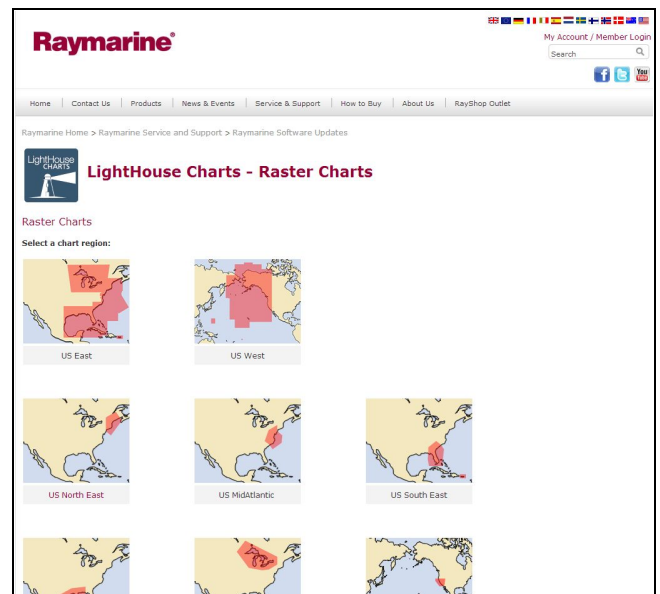 Raymarine®
My Account / Member Login
Search
You
Tube
Home | Contact Us | Products | News & Events | Service & Support | How to Buy | About Us | RayShop Outlet
Raymarine Home > Raymarine Service and Support > Raymarine Software Updates
LightHouse
CHARTS
LightHouse Charts - Raster Charts
Raster Charts
Select a chart region:
US East
US West
US North East
US MidAtlantic
US South East